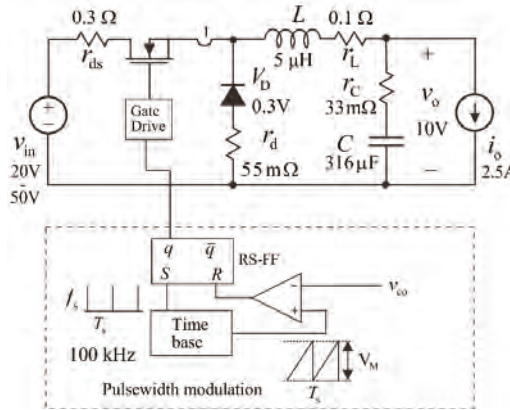 0.3 Ω
r_ds
1
L
5 μH
0.1 Ω
r_L
+
V_D
0.3V
r_C
33mΩ
v_o
10V
Gate
Drive
v_in
20V
-
50V
r_d
55mΩ
C
316μF
i_o
2.5A
−
q
q̅
S
R
RS-FF
-
+
v_co
f_s
T_s
100 kHz
Time
base
V_M
T_s
Pulsewidth modulation